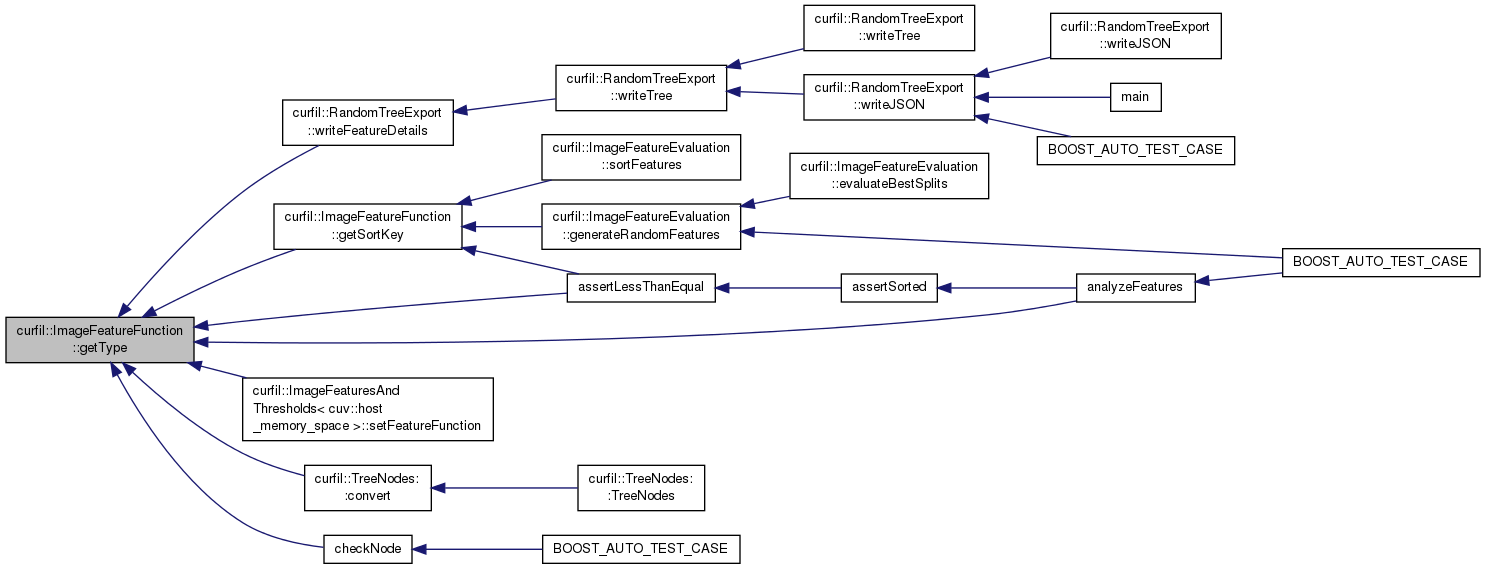 curfil::RandomTreeExport
::writeTree
curfil::RandomTreeExport
::writeJSON
curfil::RandomTreeExport
::writeTree
curfil::RandomTreeExport
::writeJSON
main
curfil::RandomTreeExport
::writeFeatureDetails
BOOST_AUTO_TEST_CASE
curfil::ImageFeatureEvaluation
::sortFeatures
curfil::ImageFeatureEvaluation
::evaluateBestSplits
curfil::ImageFeatureFunction
::getSortKey
curfil::ImageFeatureEvaluation
::generateRandomFeatures
BOOST_AUTO_TEST_CASE
assertLessThanEqual
assertSorted
analyzeFeatures
curfil::ImageFeatureFunction
::getType
curfil::ImageFeaturesAnd
Thresholds< cuv::host
_memory_space >::setFeatureFunction
curfil::TreeNodes:
:convert
curfil::TreeNodes:
:TreeNodes
checkNode
BOOST_AUTO_TEST_CASE